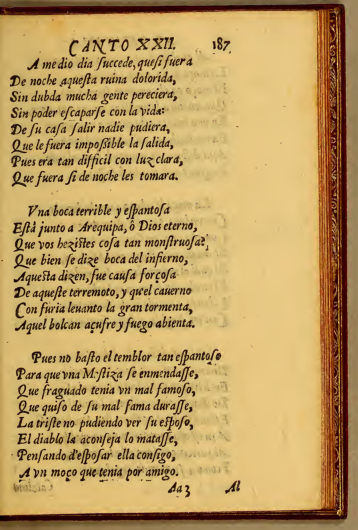 CANTO XXII. 187
A medio dia ſuccede, queſi fuera
De noche aqueſta ruina dolorida,
Sin dubda mucha gente pereciera,
Sin poder eſcaparſe con la vida:
De ſu caſa ſalir nadie pudiera,
Que le fuera impoßible la ſalida,
Pues era tan difficil con luz clara,
Que fuera ſi de noche les tomara.
Vna boca terrible y eſpantoſa
Eſtà junto a Arequipa, ô Dios eterno,
Que vos heziſtes coſa tan monſtruoſa?,
Que bien ſe dize boca del infierno,
Aqueſta dizen, fue cauſa forçoſa
De aqueſte terremoto, y qu'el cauerno
Con furia leuanto la gran tormenta,
Aquel bolcan açufre y fuego abienta.
Pues no baſto el temblor tan eſpantoſo
Para que vna Meſtiza ſe enmendaſſe,
Que fraguado tenia vn mal famoſo,
Que quiſo de ſu mal fama duraſſe,
La triſte no pudiendo ver ſu eſpoſo,
El diablo la aconſeja lo mataſſe,
Penſando d'eſpoſar ella conſigo,
A vn moço que tenia por amigo.
Aa 3 Al